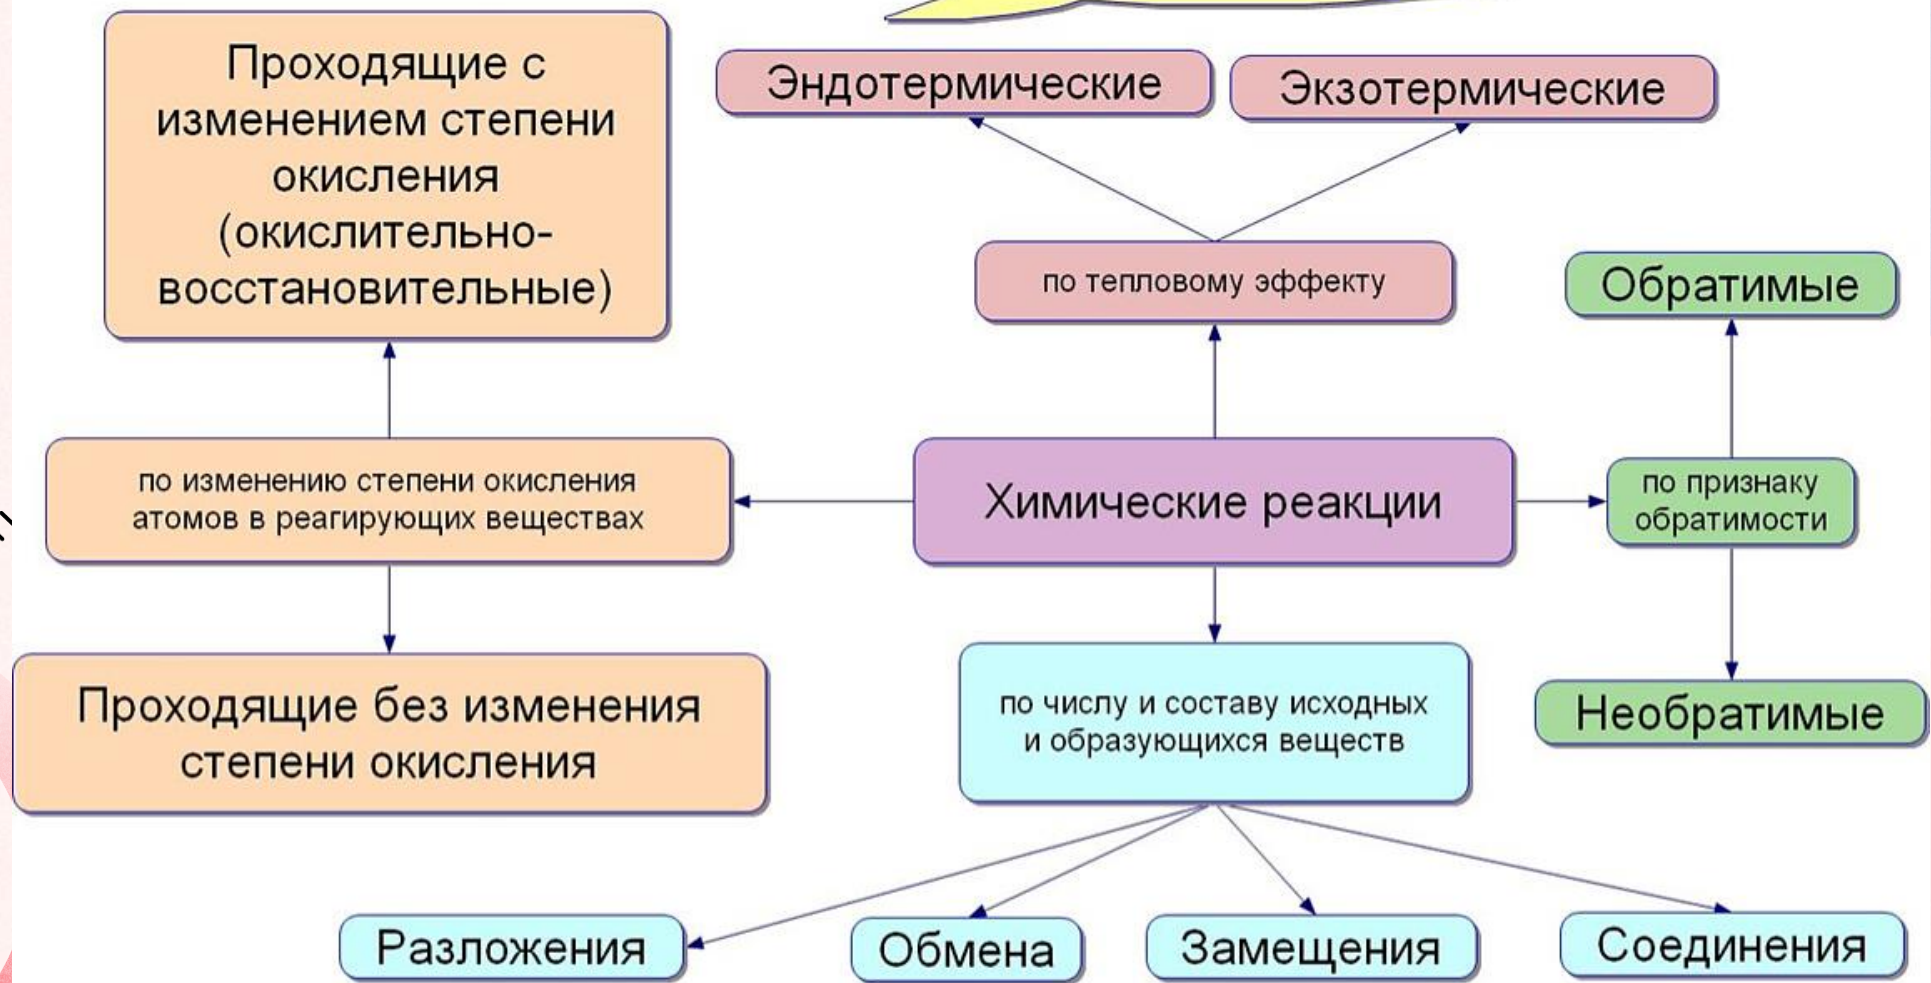 Проходящие с
изменением степени
окисления
(окислительно-
восстановительные)
Эндотермические
Экзотермические
по тепловому эффекту
Обратимые
по изменению степени окисления
атомов в реагирующих веществах
Химические реакции
по признаку
обратимости
Проходящие без изменения
степени окисления
по числу и составу исходных
и образующихся веществ
Необратимые
Разложения
Обмена
Замещения
Соединения